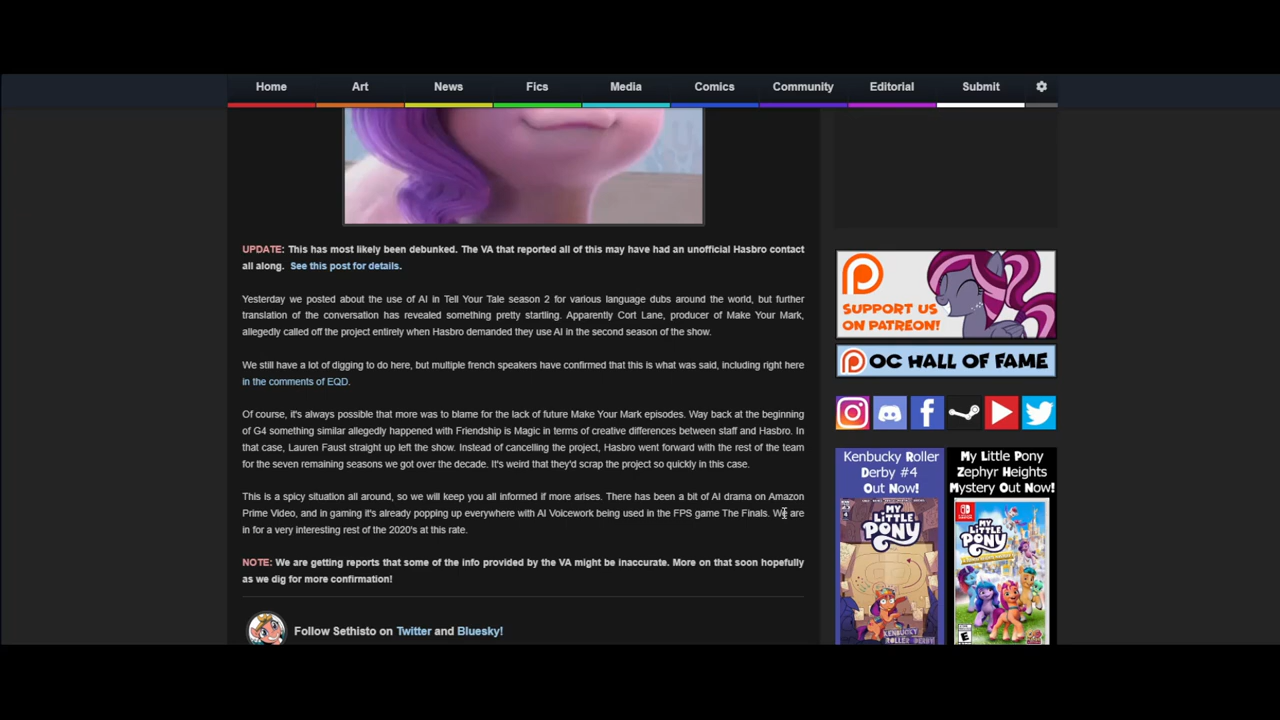 Home Art News Fics Media Comics Community Editorial Submit
UPDATE: This has most likely been debunked. The VA that reported all of this may have had an unofficial Hasbro contact
all along. See this post for details.
Yesterday we posted about the use of AI in Tell Your Tale season 2 for various language dubs around the world, but further
translation of the conversation has revealed something pretty startling. Apparently Cort Lane, producer of Make Your Mark,
allegedly called off the project entirely when Hasbro demanded they use AI in the second season of the show.
We still have a lot of digging to do here, but multiple french speakers have confirmed that this is what was said, including right here
in the comments of EQD.
Of course, it's always possible that more was to blame for the lack of future Make Your Mark episodes. Way back at the beginning
of G4 something similar allegedly happened with Friendship is Magic in terms of creative differences between staff and Hasbro. In
that case, Lauren Faust straight up left the show. Instead of cancelling the project, Hasbro went forward with the rest of the team
for the seven remaining seasons we got over the decade. It's weird that they'd scrap the project so quickly in this case.
This is a spicy situation all around, so we will keep you all informed if more arises. There has been a bit of AI drama on Amazon
Prime Video, and in gaming it's already popping up everywhere with AI Voicework being used in the FPS game The Finals. We are
in for a very interesting rest of the 2020's at this rate.
NOTE: We are getting reports that some of the info provided by the VA might be inaccurate. More on that soon hopefully
as we dig for more confirmation!
Follow Sethisto on Twitter and Bluesky!
SUPPORT US
ON PATREON!
OC HALL OF FAME
Kenbucky Roller
Derby #4
Out Now!
MY LITTLE
PONY
KENBUCKY
ROLLER DERBY
My Little Pony
Zephyr Heights
Mystery Out Now!
MY LITTLE
PONY
E